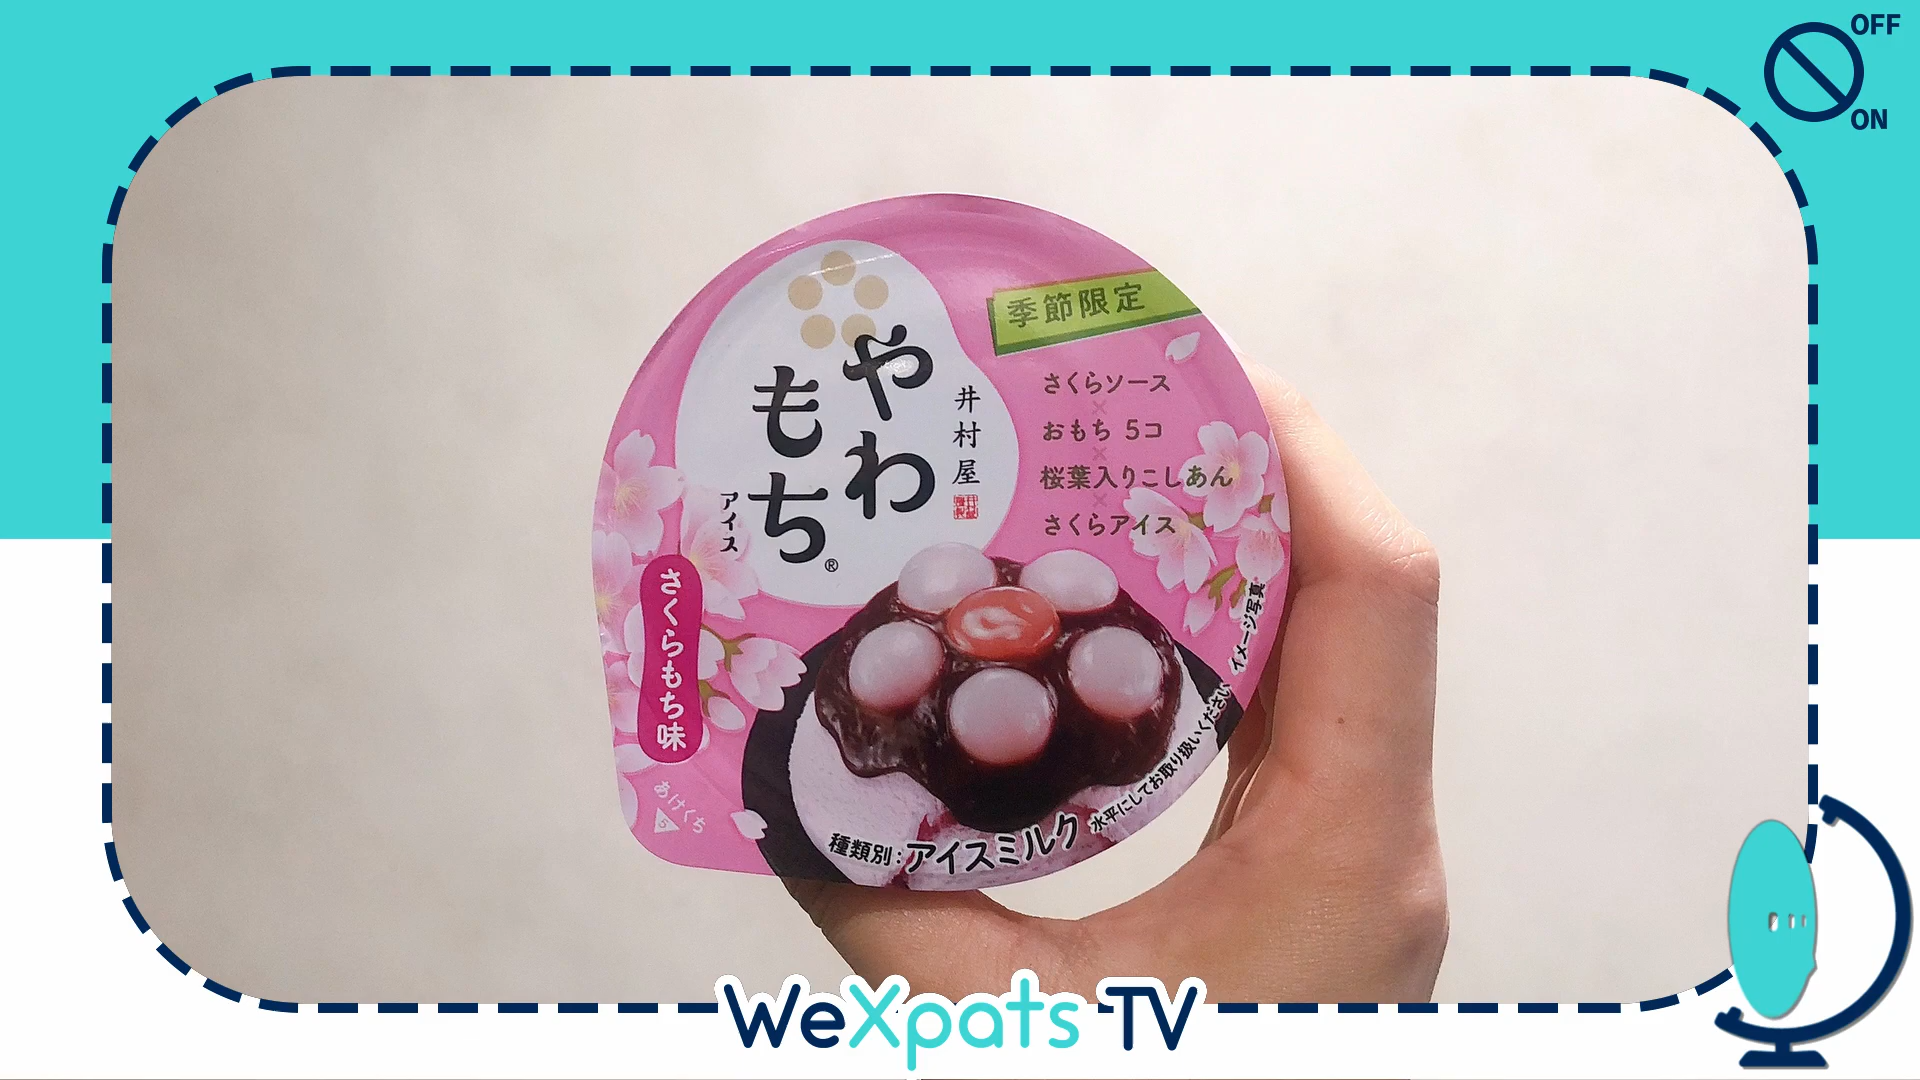 OFF
ON
季節限定
やわ
もち
アイス
®
井村屋
さくらソース
×
おもち 5コ
×
桜葉入りこしあん
×
さくらアイス
さくらもち味
イメージ写真
水平にしてお取り扱いください
あけくち
種類別:アイスミルク
WeXpats TV